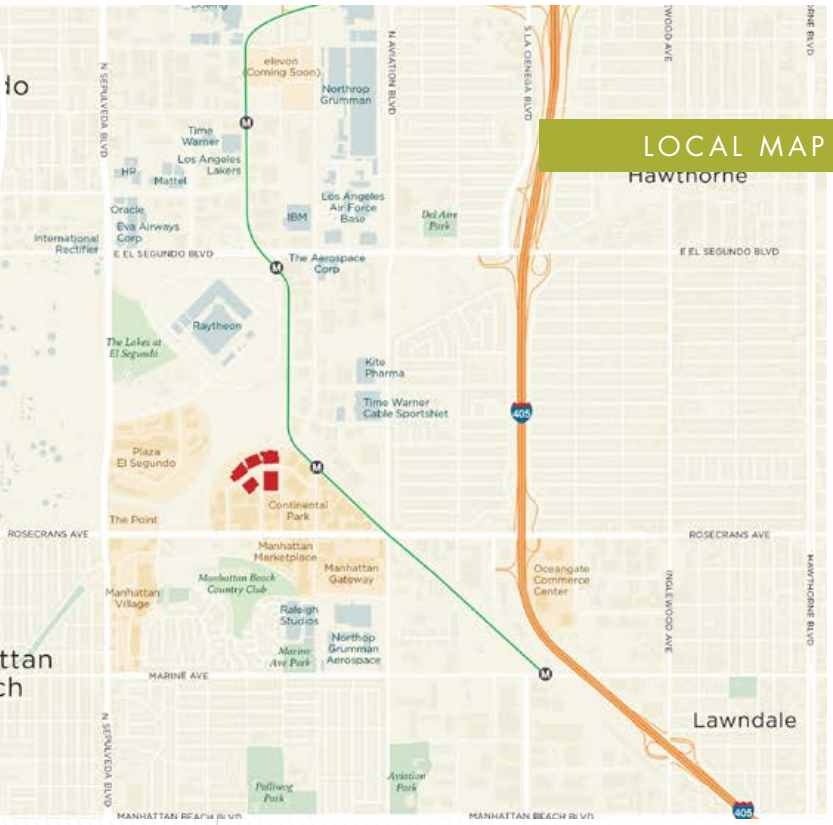 Boeing
elevon
(Coming Soon)
Northrop
Grumman
N SEPULVEDA BLVD
N AVIATION BLVD
S LA CIENEGA BLVD
LOCAL MAP
Hawthorne
Time
Warner
Los Angeles
Lakers
HP
Mattel
Oracle
Eva Airways
Corp
International
Rectifier
IBM
Los Angeles
Air Force
Base
Del Aire
Park
E EL SEGUNDO BLVD
E EL SEGUNDO BLVD
The Aerospace
Corp
M
M
Raytheon
The Lakes at
El Segundo
Kite
Pharma
Time Warner
Cable SportsNet
405
Plaza
El Segundo
M
Continental
Park
The Point
ROSECRANS AVE
ROSECRANS AVE
Manhattan
Marketplace
Manhattan
Gateway
Manhattan Beach
Country Club
Manhattan
Village
Oceangate
Commerce
Center
INGLEWOOD AVE
HAWTHORNE BLVD
Raleigh
Studios
Marine
Ave Park
Northop
Grumman
Aerospace
MARINE AVE
M
ttan
ch
Lawndale
N SEPULVEDA BLVD
Polliwog
Park
Aviation
Park
405
MANHATTAN BEACH BLVD
MANHATTAN BEACH BLVD